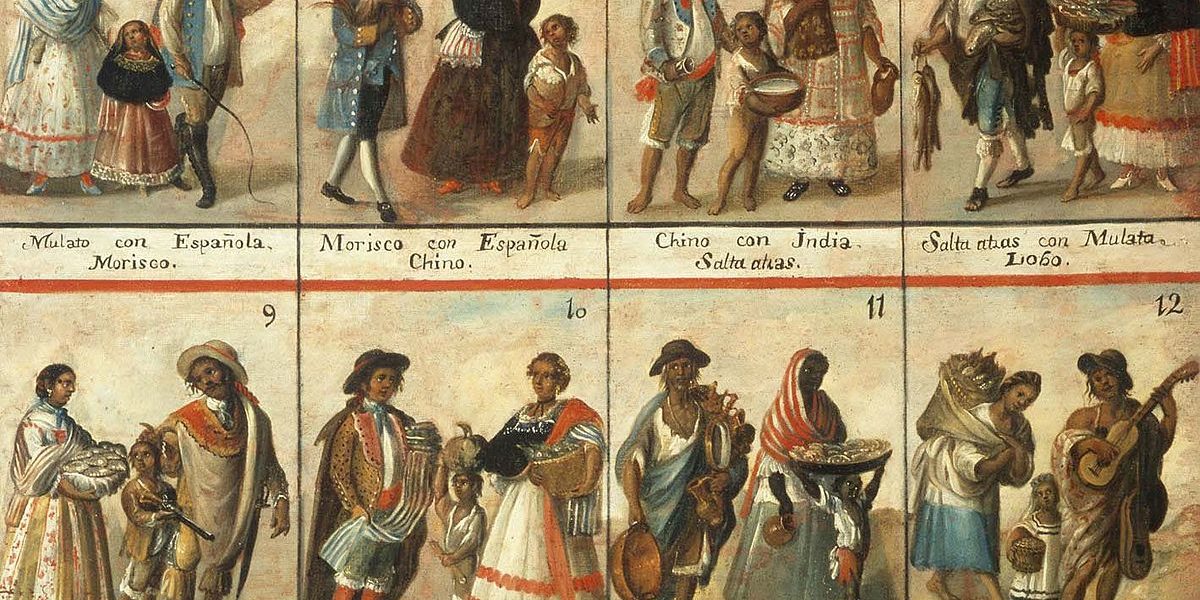 Mulato con Española.
Morisco.
Morisco con Española
Chino.
Chino con India.
Salta atras.
Salta atras con Mulata.
Lobo.
9
10
11
12